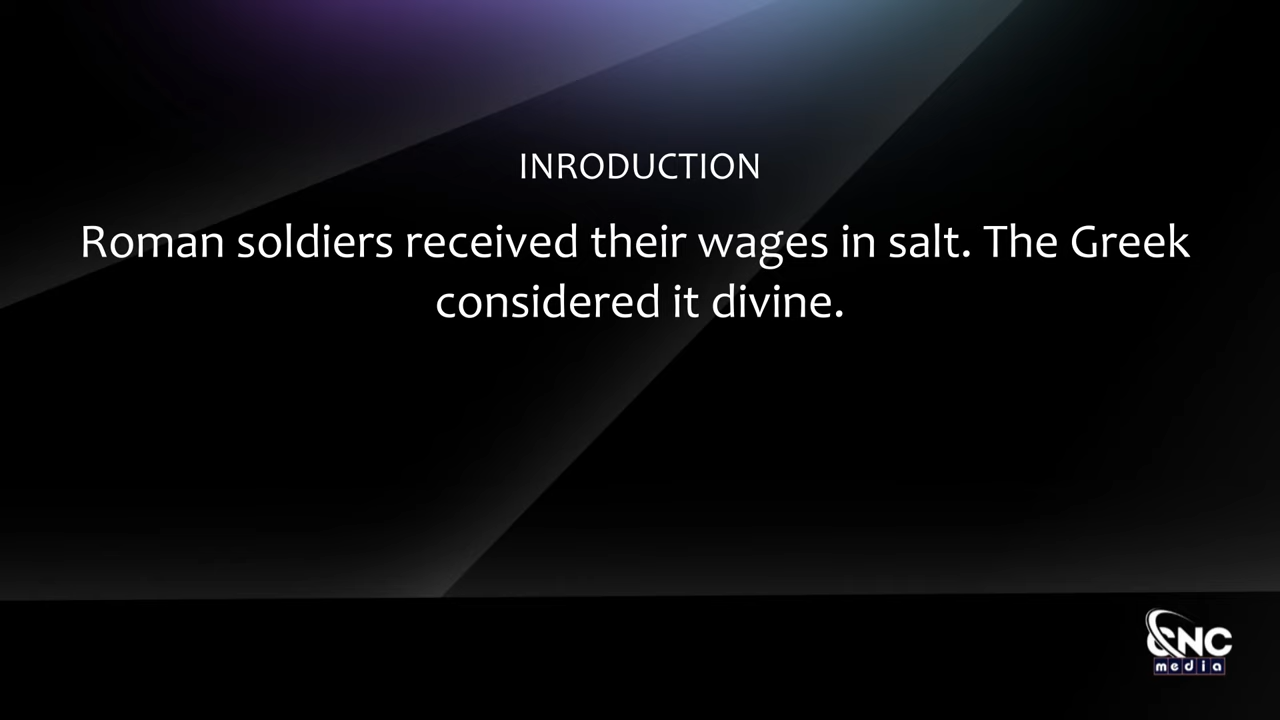 INRODUCTION
Roman soldiers received their wages in salt. The Greek
considered it divine.
CNC
media